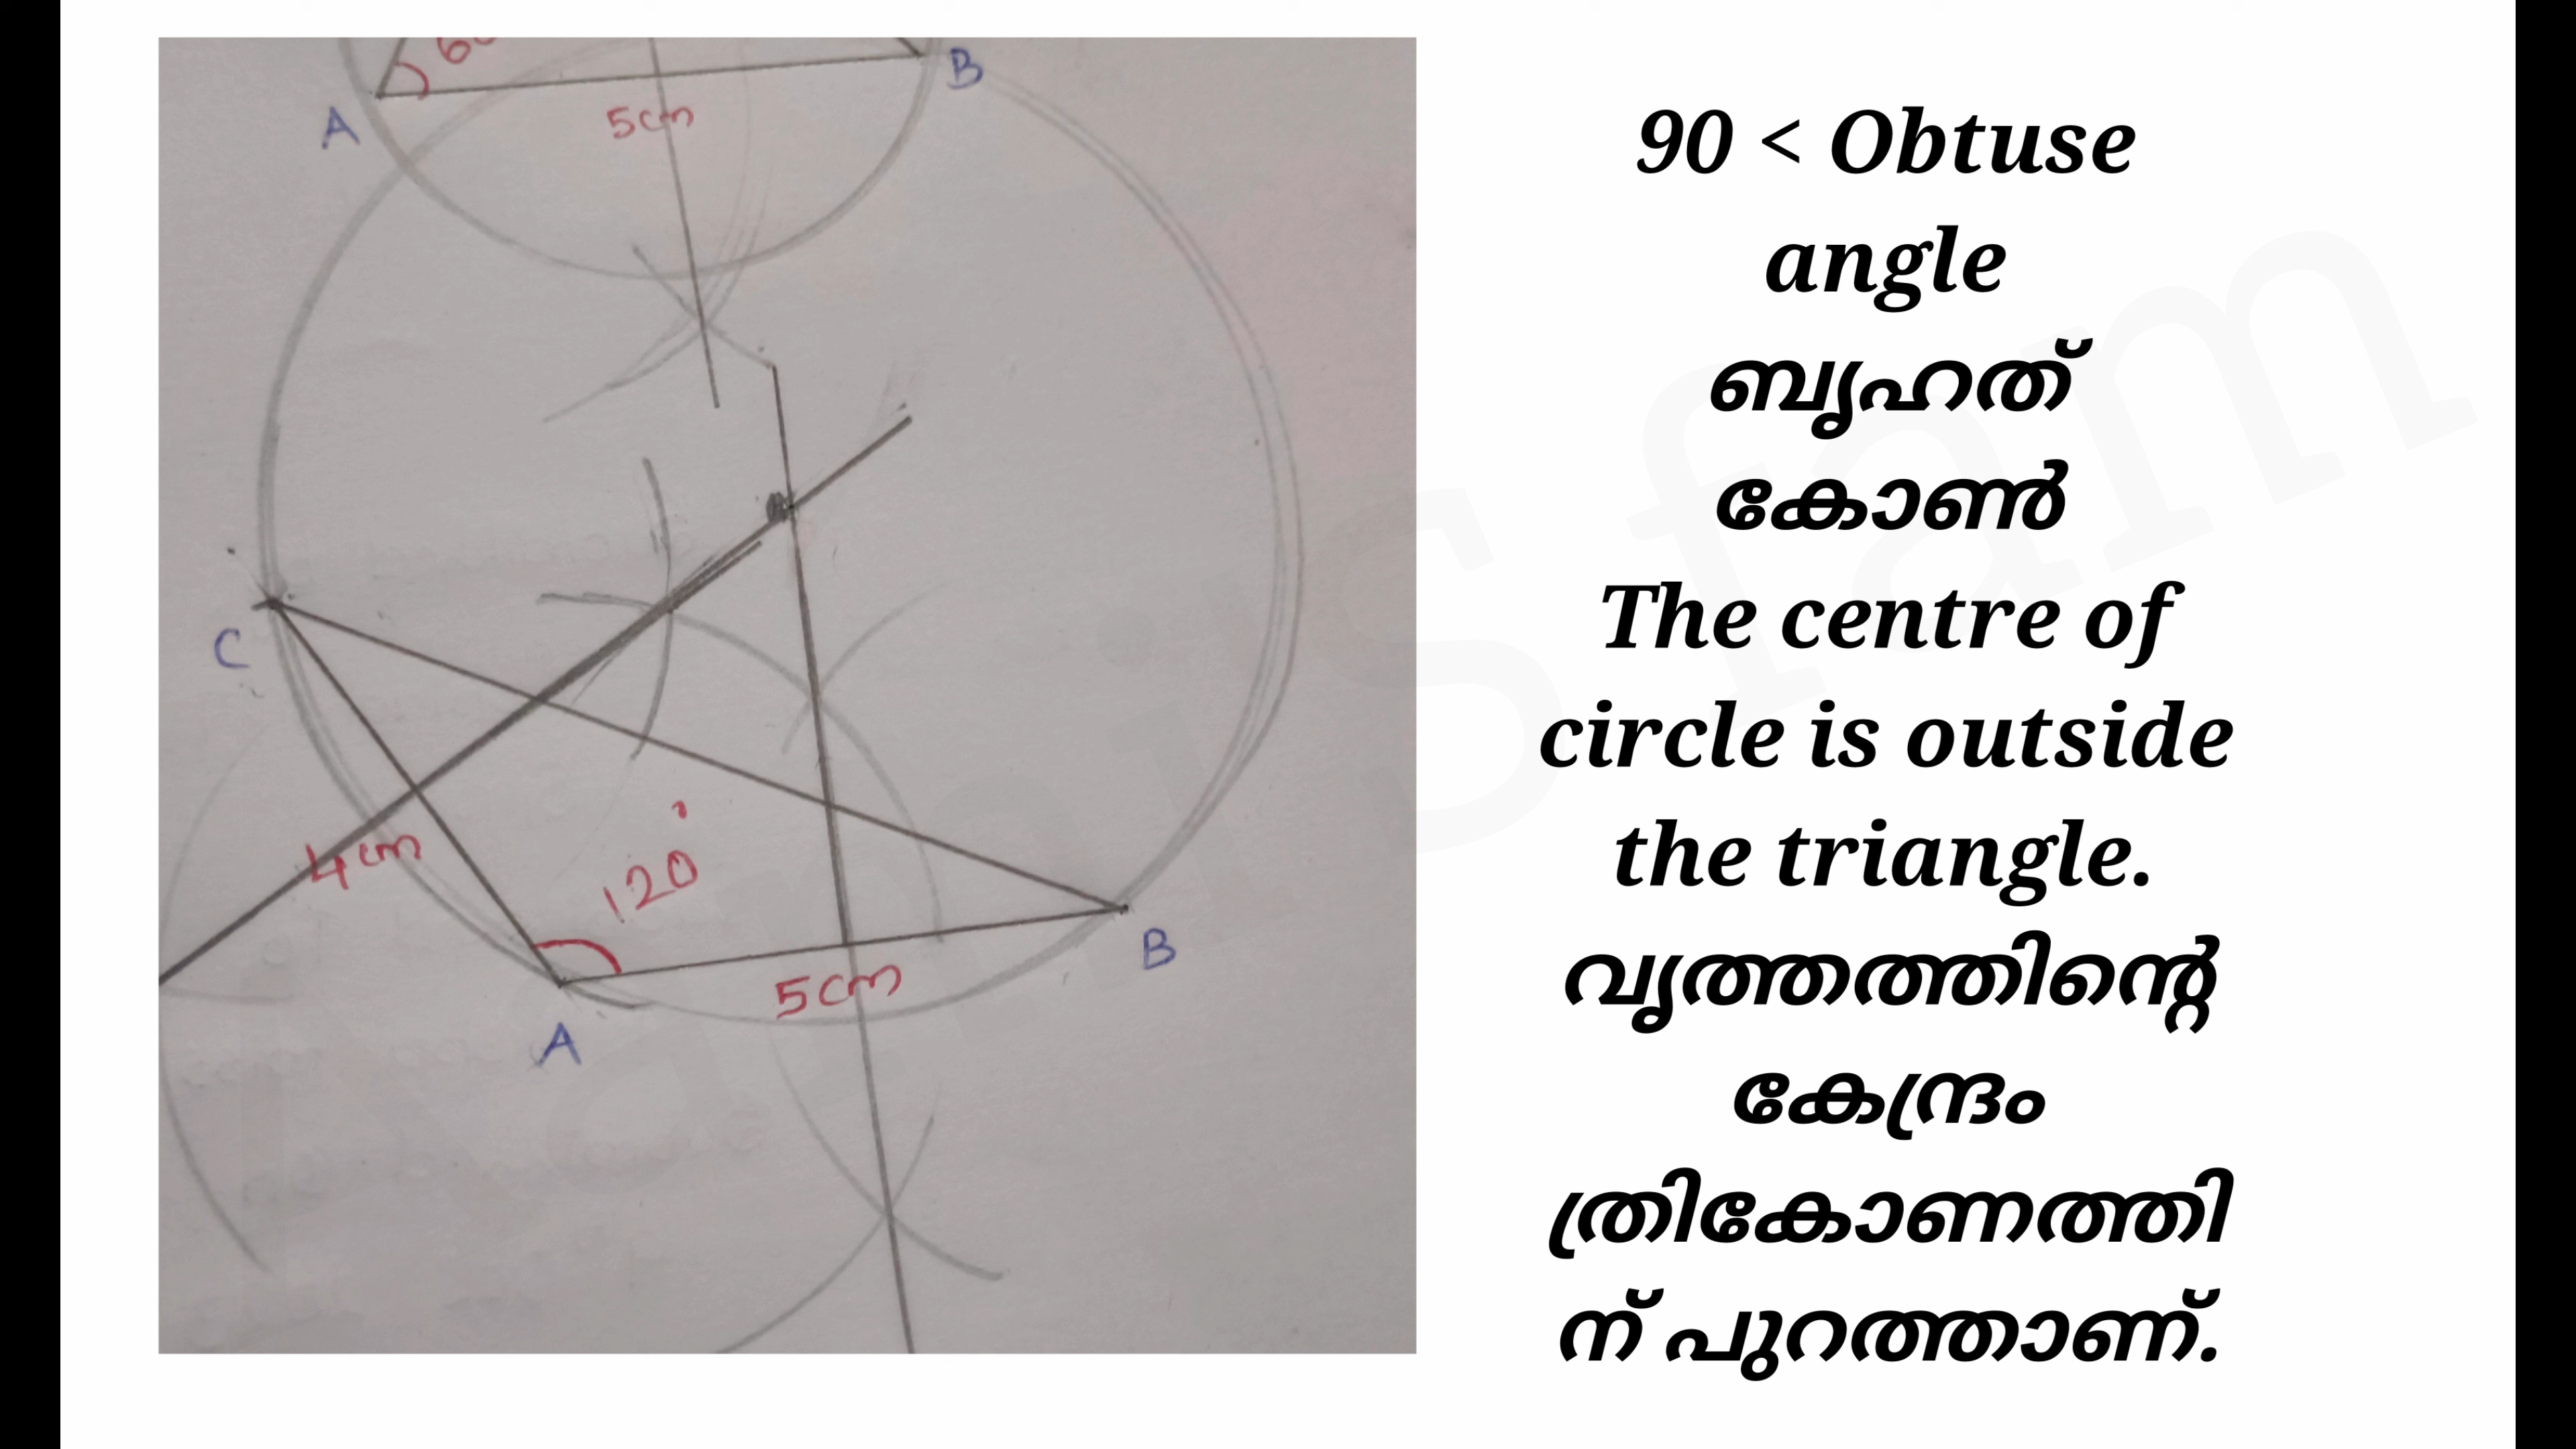 6
A
B
5cm
C
4cm
120°
5cm
A
B
90 < Obtuse
angle
ബൃഹത്
കോൺ
The centre of
circle is outside
the triangle.
വൃത്തത്തിന്റെ
കേന്ദ്രം
ത്രികോണത്തി
ന് പുറത്താണ്.